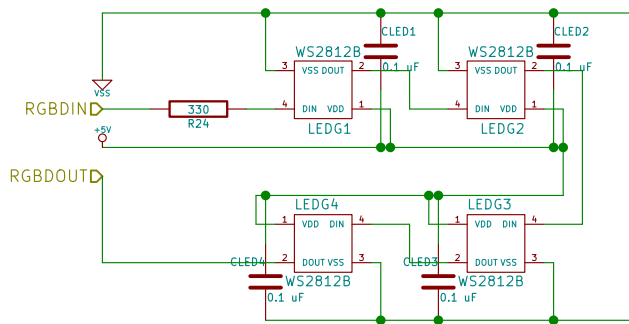 CLED1
CLED2
WS2812B
WS2812B
0.1 uF
0.1 uF
3 VSS DOUT 2
3 VSS DOUT 2
VSS
RGBDIN
330
4 DIN VDD 1
4 DIN VDD 1
R24
LEDG1
LEDG2
+5V
RGBDOUT
LEDG4
LEDG3
1 VDD DIN 4
1 VDD DIN 4
CLED4
2 DOUT VSS 3
CLED3
2 DOUT VSS 3
WS2812B
WS2812B
0.1 uF
0.1 uF